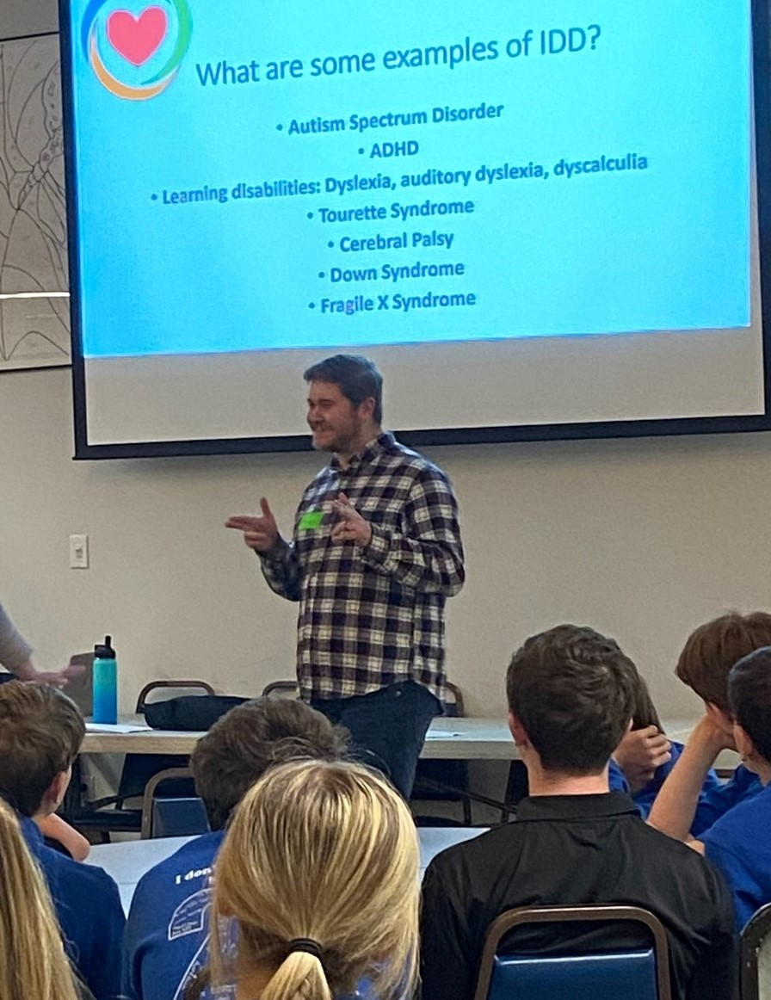 What are some examples of IDD?
• Autism Spectrum Disorder
• ADHD
• Learning disabilities: Dyslexia, auditory dyslexia, dyscalculia
• Tourette Syndrome
• Cerebral Palsy
• Down Syndrome
• Fragile X Syndrome
I don